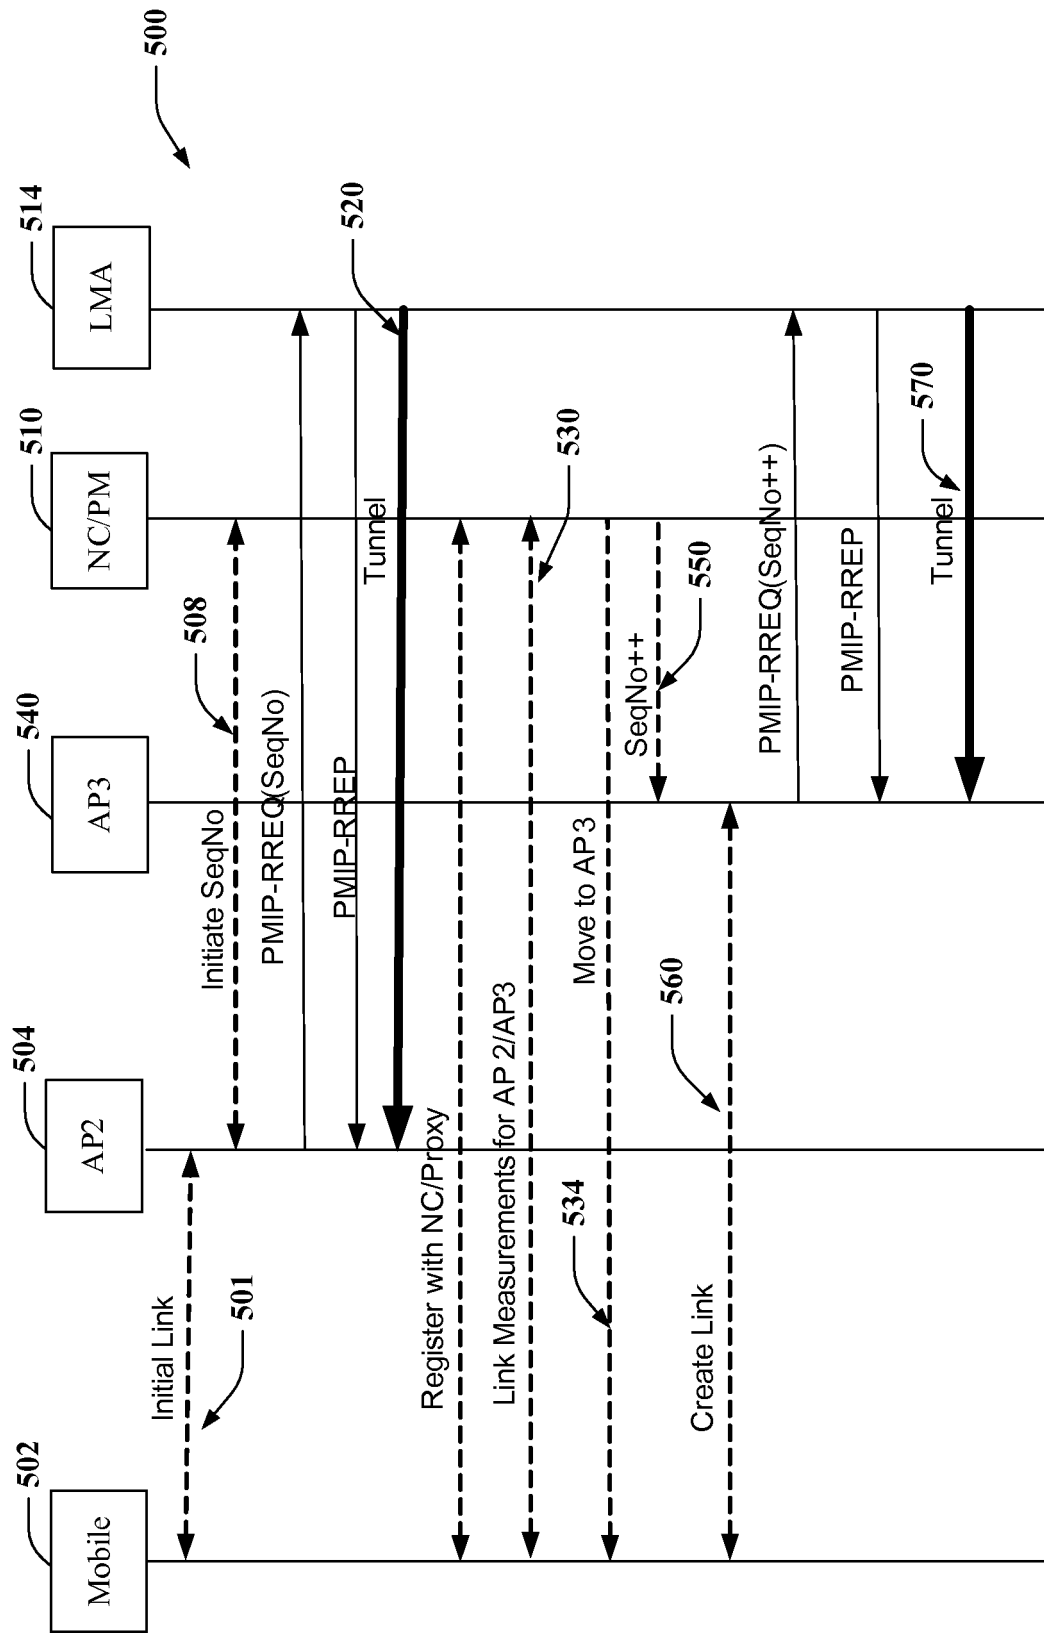 500
502
504
540
510
514
Mobile
AP2
AP3
NC/PM
LMA
Initial Link
501
Initiate SeqNo
508
PMIP-RREQ(SeqNo)
PMIP-RREP
Tunnel
520
Register with NC/Proxy
Link Measurements for AP 2/AP3
530
Move to AP3
534
SeqNo++
550
Create Link
560
PMIP-RREQ(SeqNo++)
PMIP-RREP
Tunnel
570